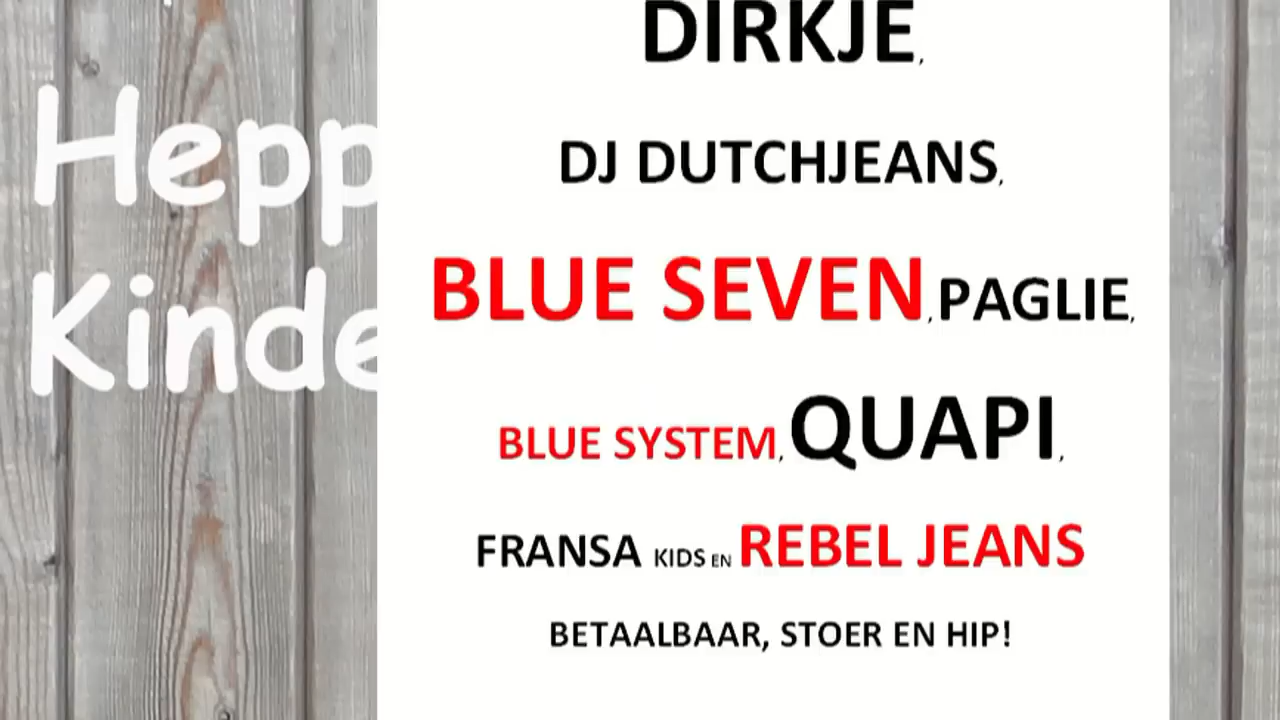 DIRKJE,
DJ DUTCHJEANS,
BLUE SEVEN, PAGLIE,
BLUE SYSTEM, QUAPI,
FRANSA KIDS EN REBEL JEANS
BETAALBAAR, STOER EN HIP!
Hepp
Kinde